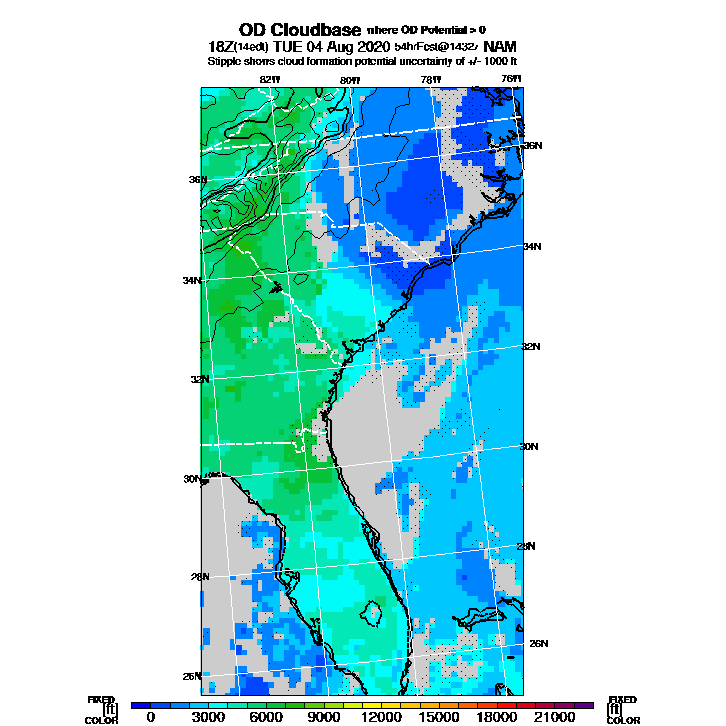 OD Cloudbase where OD Potential > 0
18Z(14edt) TUE 04 Aug 2020 54hrFcst@1432z NAM
Stipple shows cloud formation potential uncertainty of +/- 1000 ft
82W 80W 78W 76W
36N
36N
34N
34N
32N
32N
30N
30N
28N
28N
26N
26N
FIXED FIXED
[ft] [ft]
COLOR COLOR
0 3000 6000 9000 12000 15000 18000 21000